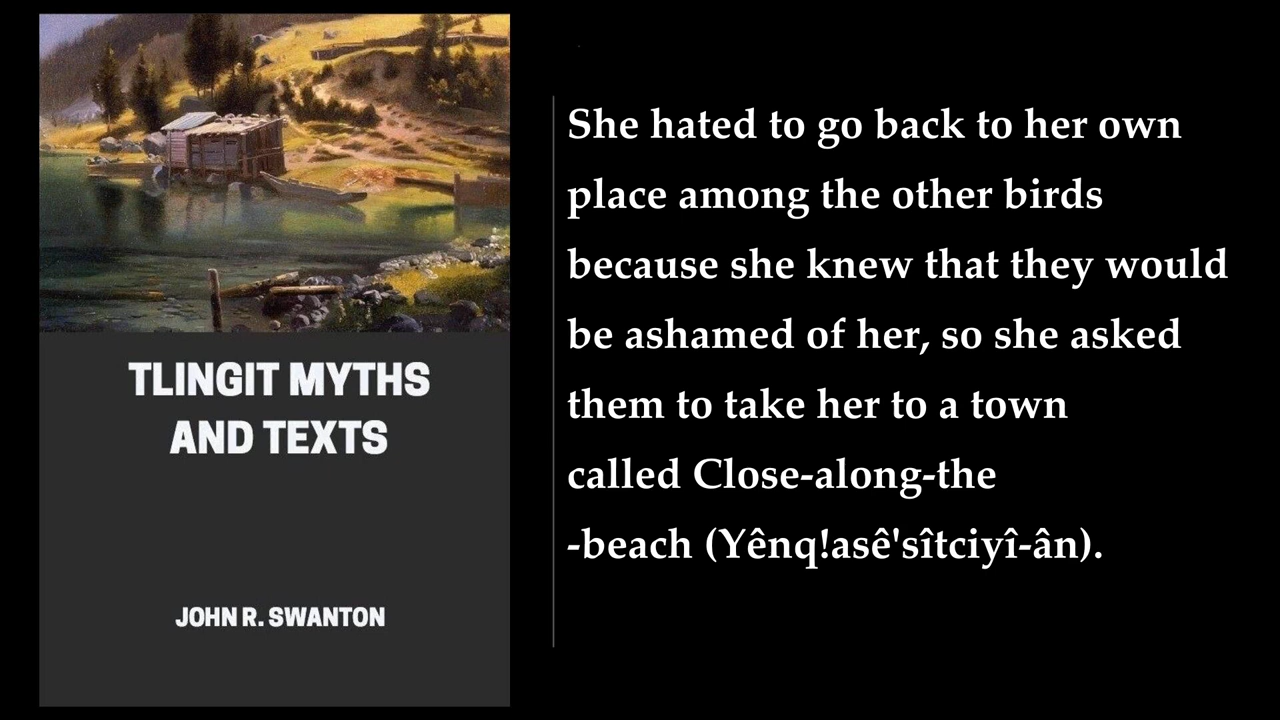 TLINGIT MYTHS
AND TEXTS
JOHN R. SWANTON
She hated to go back to her own
place among the other birds
because she knew that they would
be ashamed of her, so she asked
them to take her to a town
called Close-along-the
-beach (Yênq!asê'sîtciyî-ân).